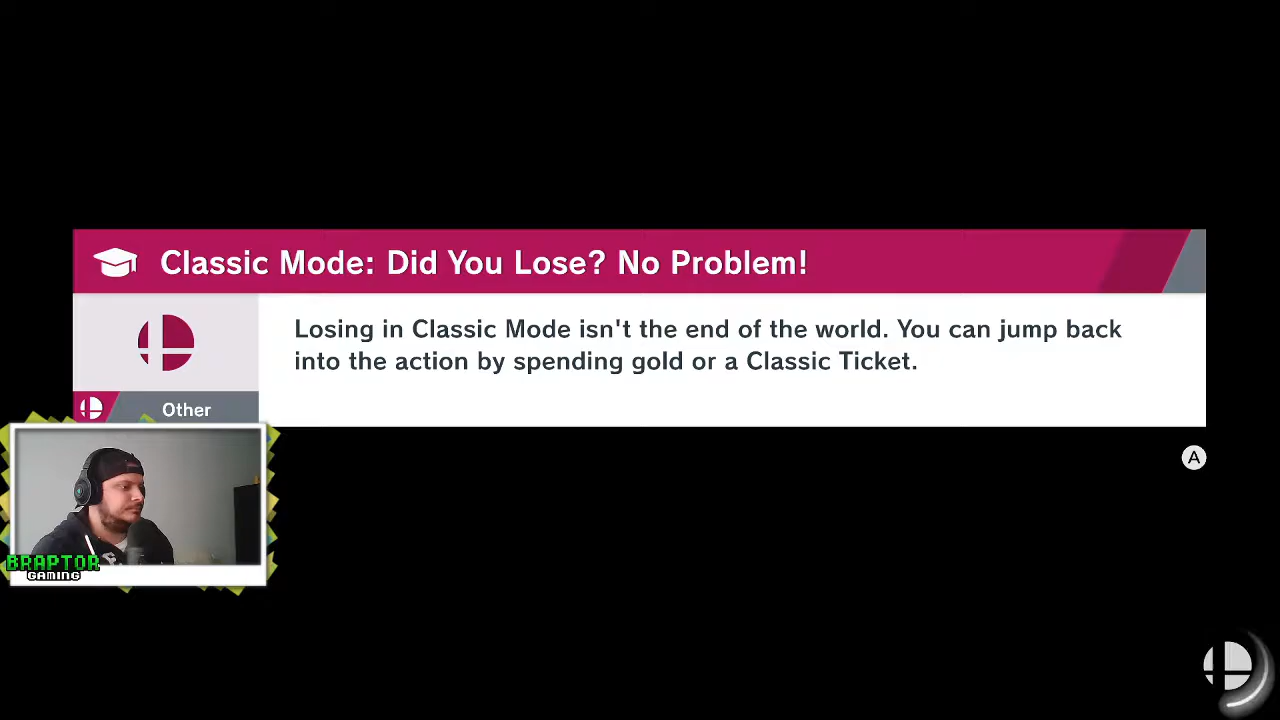 Classic Mode: Did You Lose? No Problem!
Losing in Classic Mode isn't the end of the world. You can jump back
into the action by spending gold or a Classic Ticket.
Other
A
BRAPTOR
GAMING